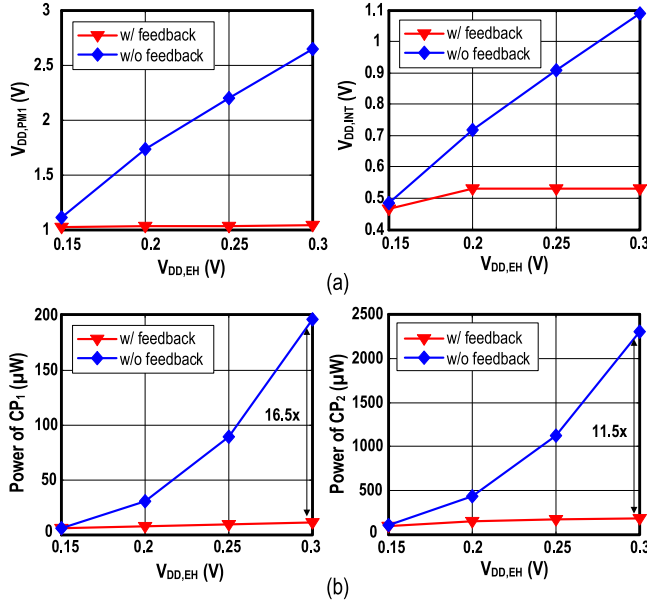 3
2.5
2
1.5
1
V_DD,PM1 (V)
w/ feedback
w/o feedback
0.15
0.2
0.25
0.3
V_DD,EH (V)
1.1
1
0.9
0.8
0.7
0.6
0.5
0.4
V_DD,INT (V)
w/ feedback
w/o feedback
0.15
0.2
0.25
0.3
V_DD,EH (V)
(a)
200
150
100
50
0
Power of CP₁ (µW)
w/ feedback
w/o feedback
16.5x
0.15
0.2
0.25
0.3
V_DD,EH (V)
2500
2000
1500
1000
500
0
Power of CP₂ (µW)
w/ feedback
w/o feedback
11.5x
0.15
0.2
0.25
0.3
V_DD,EH (V)
(b)